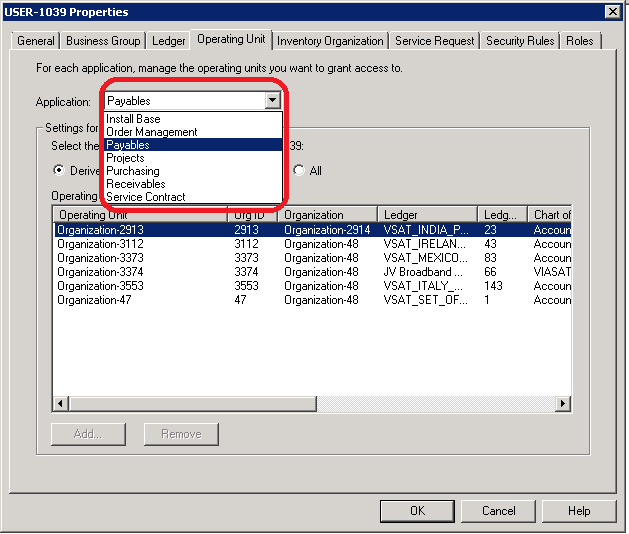 USER-1039 Properties
General Business Group Ledger Operating Unit Inventory Organization Service Request Security Rules Roles
For each application, manage the operating units you want to grant access to.
Application: Payables
Install Base
Settings for
Order Management
Select the Payables 39:
Projects
Derive Purchasing All
Receivables
Operating Service Contract
Operating Unit Org ID Organization Ledger Ledg... Chart of
Organization-2913 2913 Organization-2914 VSAT_INDIA_P... 23 Accoun
Organization-3112 3112 Organization-48 VSAT_IRELAN... 43 Accoun
Organization-3373 3373 Organization-48 VSAT_MEXICO... 83 Accoun
Organization-3374 3374 Organization-48 JV Broadband ... 66 VIASAT
Organization-3553 3553 Organization-48 VSAT_ITALY_... 143 Accoun
Organization-47 47 Organization-48 VSAT_SET_OF... 1 Accoun
Add... Remove
OK Cancel Help